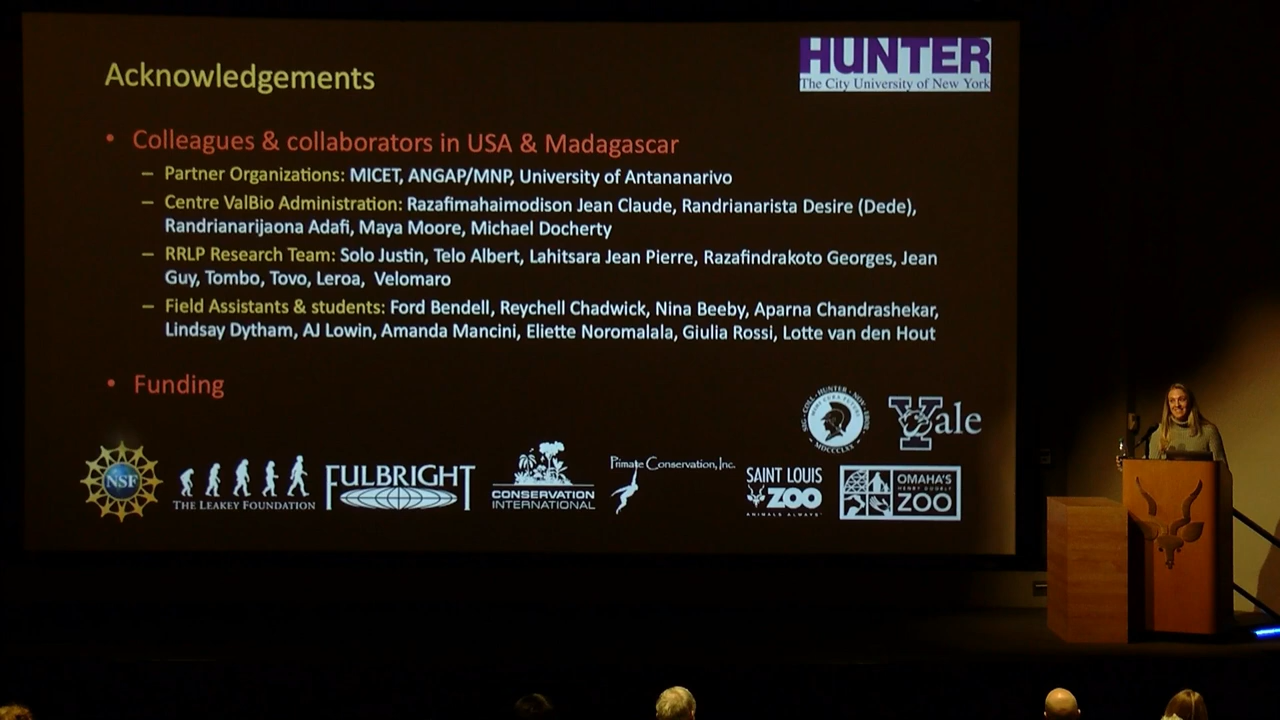 Acknowledgements
HUNTER
The City University of New York
• Colleagues & collaborators in USA & Madagascar
– Partner Organizations: MICET, ANGAP/MNP, University of Antananarivo
– Centre ValBio Administration: Razafimahaimodison Jean Claude, Randrianarista Desire (Dede),
Randrianarijaona Adafi, Maya Moore, Michael Docherty
– RRLP Research Team: Solo Justin, Telo Albert, Lahitsara Jean Pierre, Razafindrakoto Georges, Jean
Guy, Tombo, Tovo, Leroa, Velomaro
– Field Assistants & students: Ford Bendell, Reychell Chadwick, Nina Beeby, Aparna Chandrashekar,
Lindsay Dytham, AJ Lowin, Amanda Mancini, Eliette Noromalala, Giulia Rossi, Lotte van den Hout
• Funding
Yale
NSF
THE LEAKEY FOUNDATION
FULBRIGHT
CONSERVATION
INTERNATIONAL
Primate Conservation, Inc.
SAINT LOUIS
ZOO
ANIMALS ALWAYS
OMAHA'S
HENRY DOORLY
ZOO